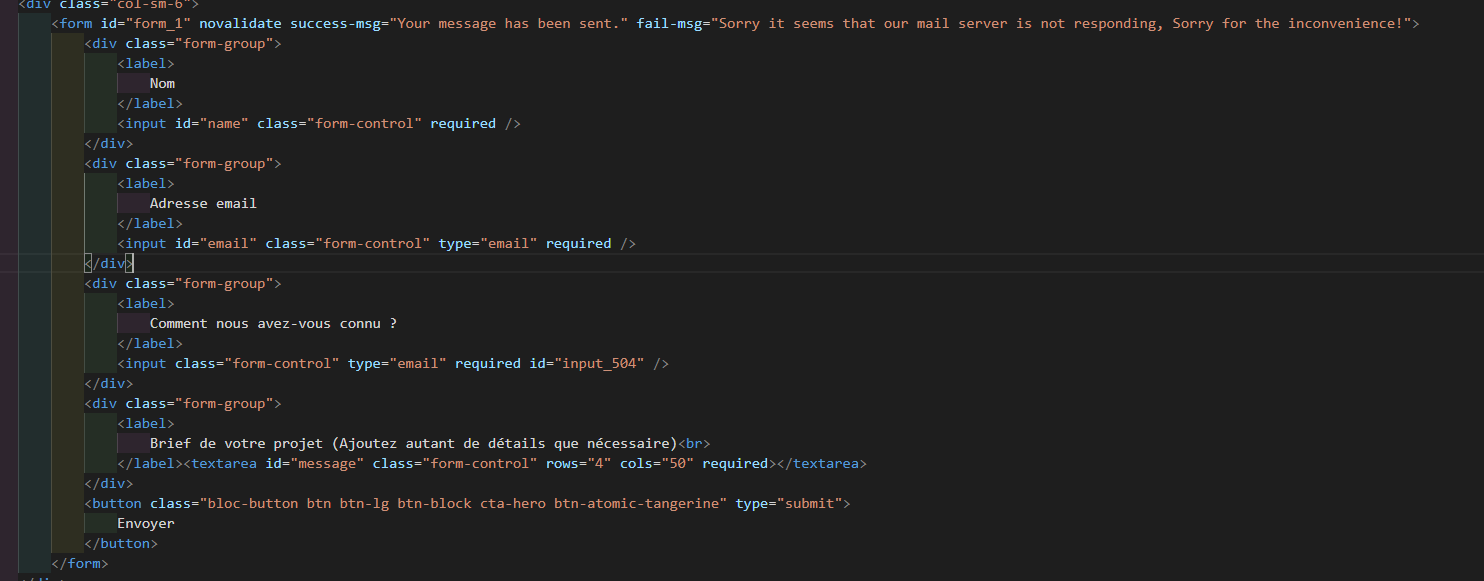 <div class="col-sm-6">
<form id="form_1" novalidate success-msg="Your message has been sent." fail-msg="Sorry it seems that our mail server is not responding, Sorry for the inconvenience!">
<div class="form-group">
<label>
Nom
</label>
<input id="name" class="form-control" required />
</div>
<div class="form-group">
<label>
Adresse email
</label>
<input id="email" class="form-control" type="email" required />
</div>
<div class="form-group">
<label>
Comment nous avez-vous connu ?
</label>
<input class="form-control" type="email" required id="input_504" />
</div>
<div class="form-group">
<label>
Brief de votre projet (Ajoutez autant de détails que nécessaire)<br>
</label><textarea id="message" class="form-control" rows="4" cols="50" required></textarea>
</div>
<button class="bloc-button btn btn-lg btn-block cta-hero btn-atomic-tangerine" type="submit">
Envoyer
</button>
</form>